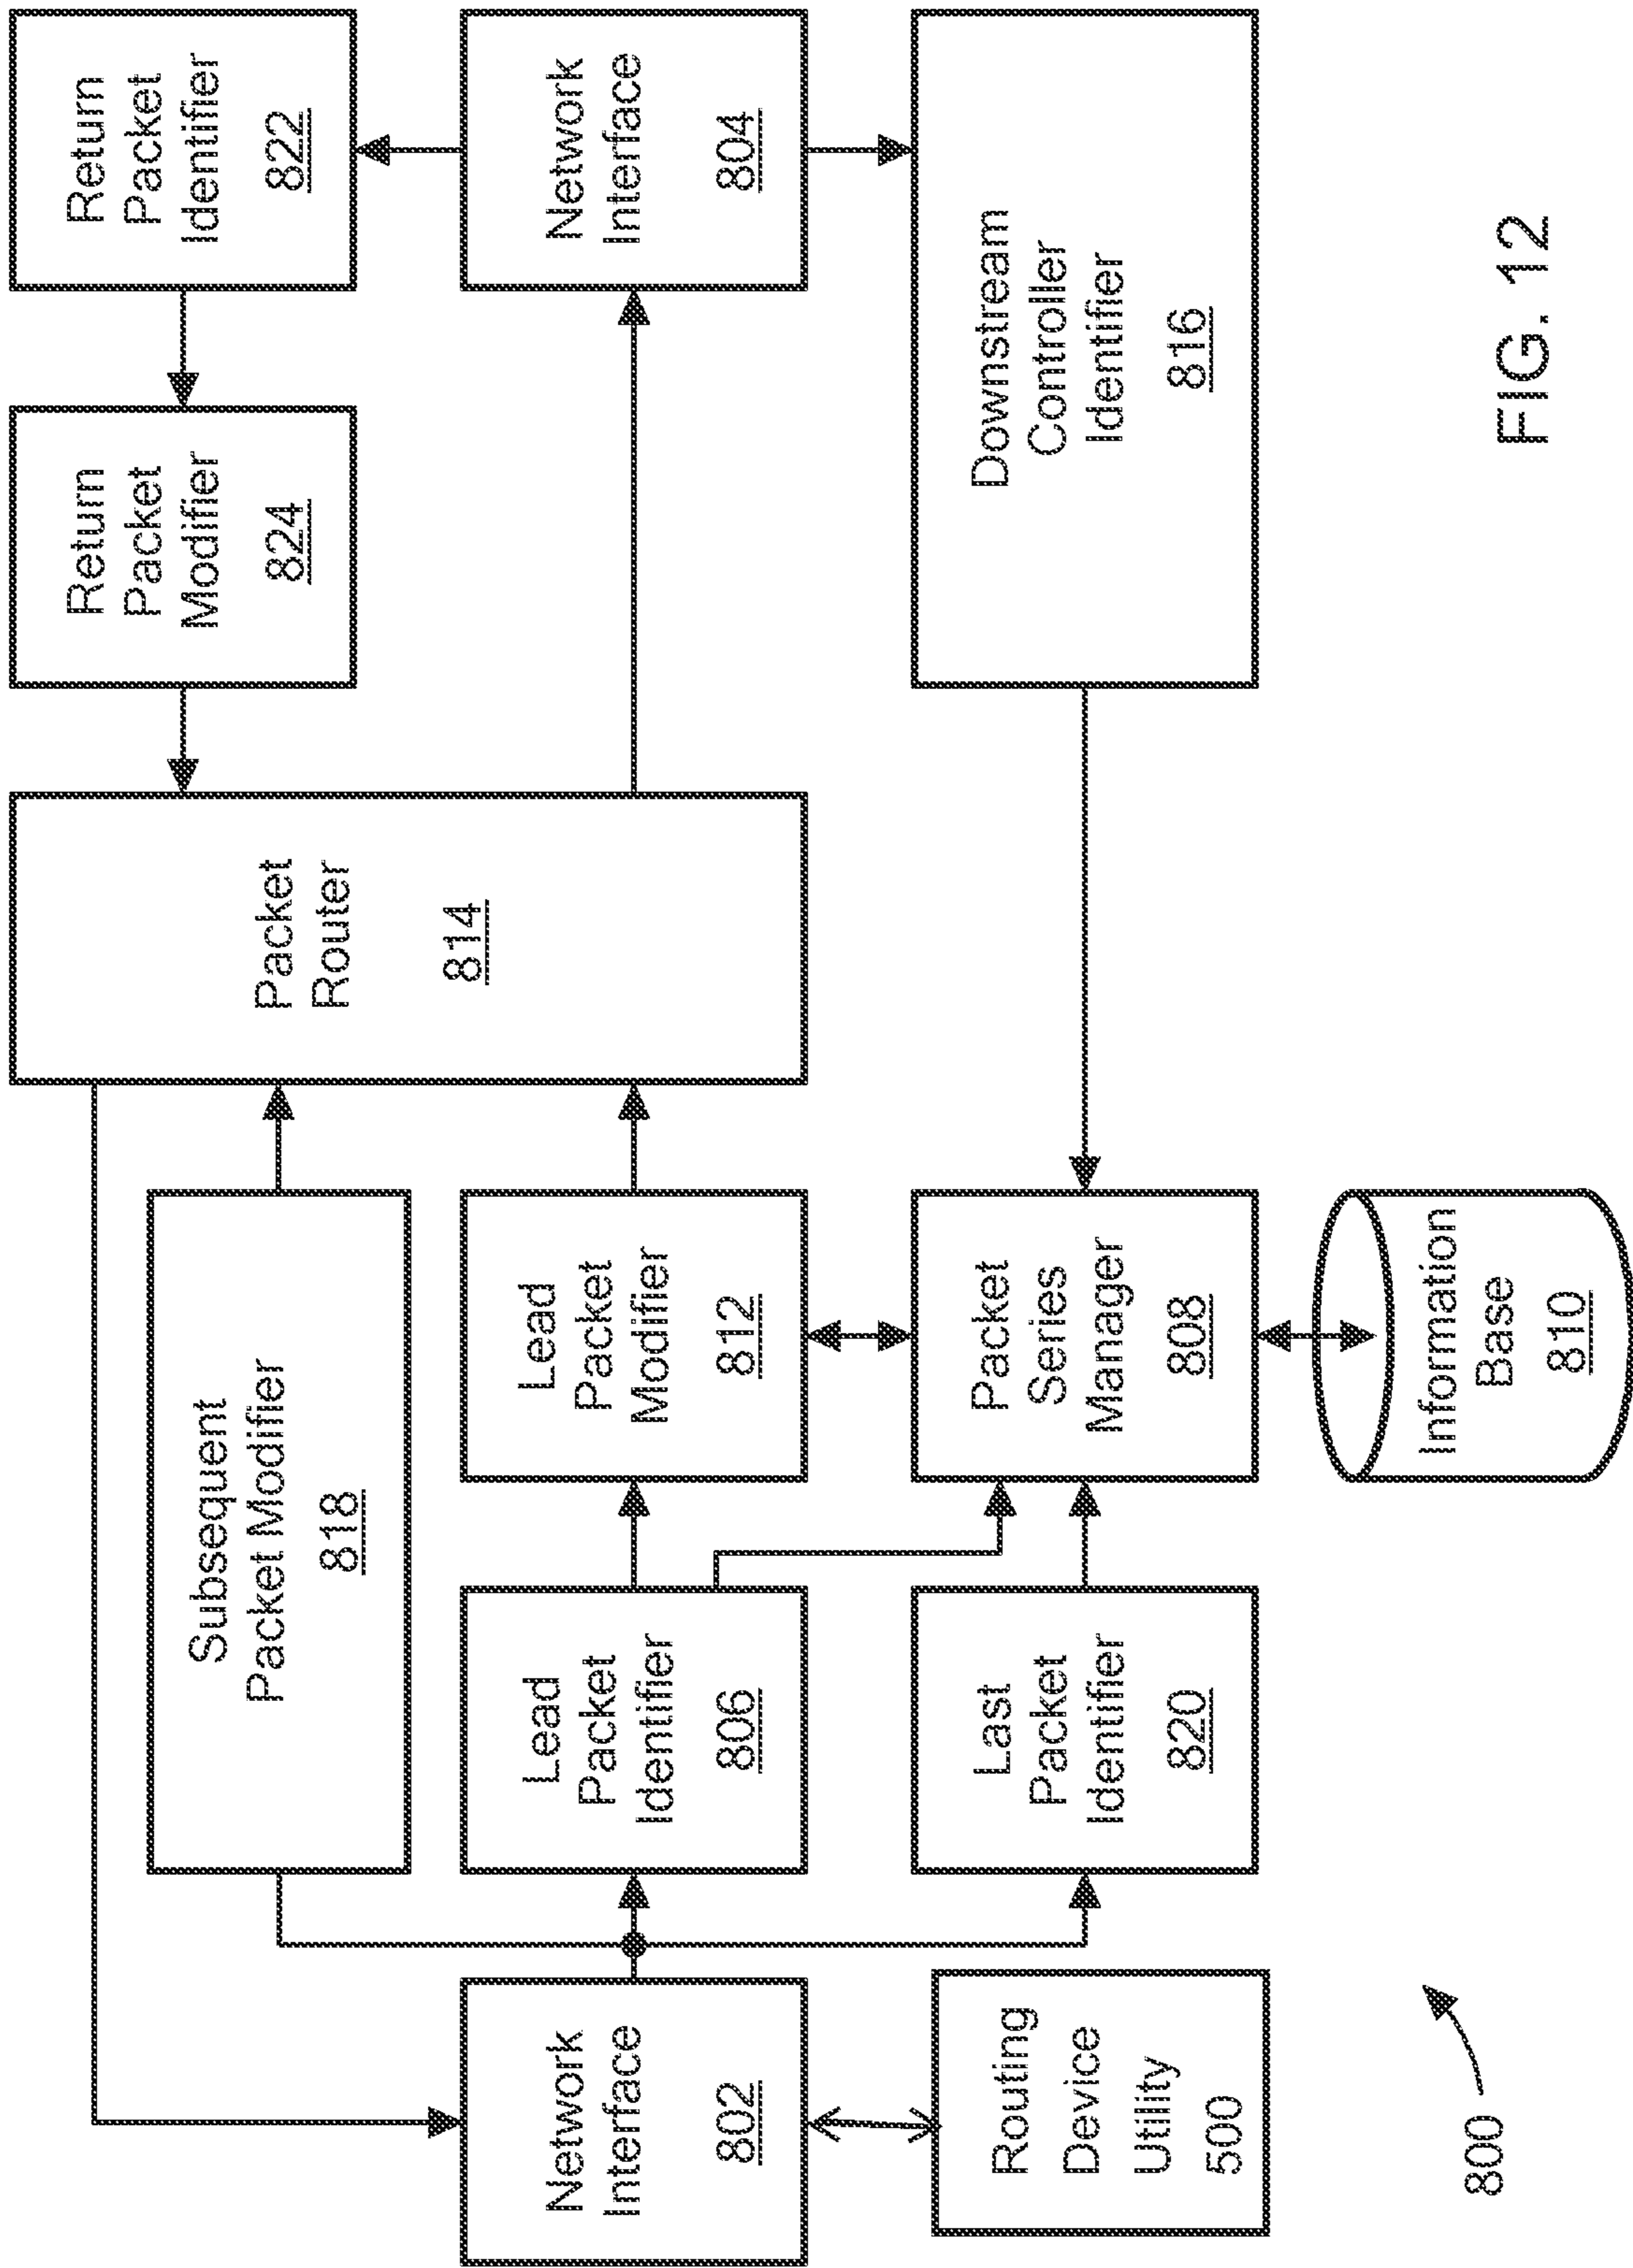 Subsequent
Packet Modifier
818
Packet
Router
814
Return
Packet
Modifier
824
Return
Packet
Identifier
822
Network
Interface
802
Lead
Packet
Identifier
806
Lead
Packet
Modifier
812
Network
Interface
804
Routing
Device
Utility
500
Last
Packet
Identifier
820
Packet
Series
Manager
808
Downstream
Controller
Identifier
816
Information
Base
810
800
FIG. 12